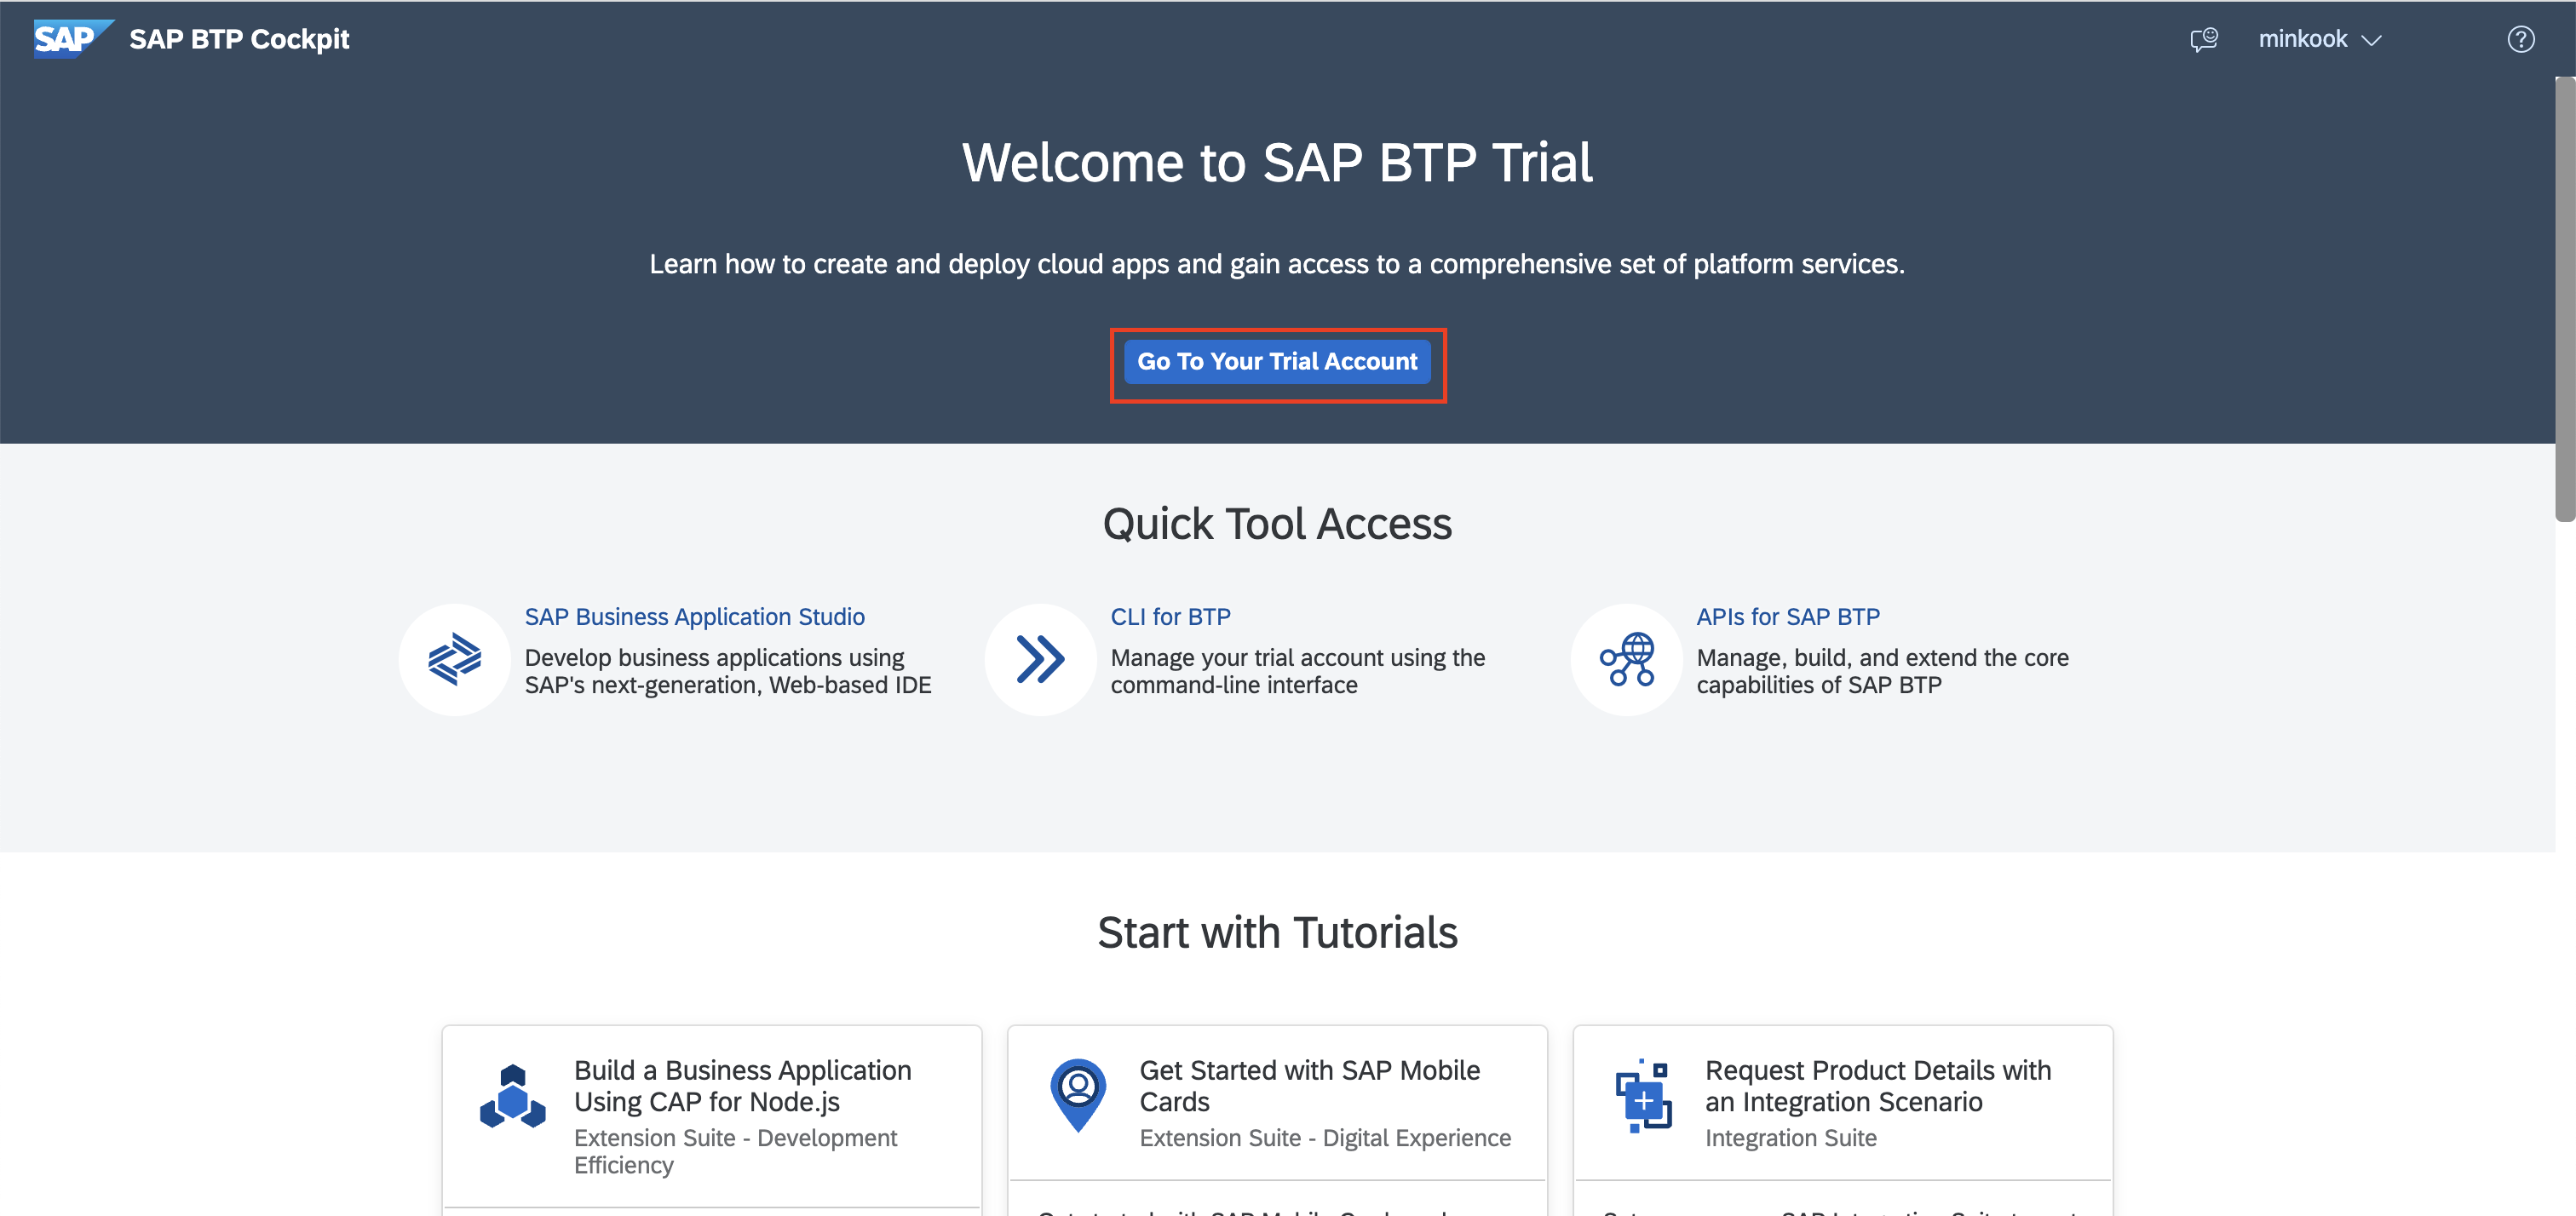 SAP SAP BTP Cockpit minkook
Welcome to SAP BTP Trial
Learn how to create and deploy cloud apps and gain access to a comprehensive set of platform services.
Go To Your Trial Account
Quick Tool Access
SAP Business Application Studio
Develop business applications using
SAP's next-generation, Web-based IDE
CLI for BTP
Manage your trial account using the
command-line interface
APIs for SAP BTP
Manage, build, and extend the core
capabilities of SAP BTP
Start with Tutorials
Build a Business Application
Using CAP for Node.js
Extension Suite - Development
Efficiency
Get Started with SAP Mobile
Cards
Extension Suite - Digital Experience
Request Product Details with
an Integration Scenario
Integration Suite